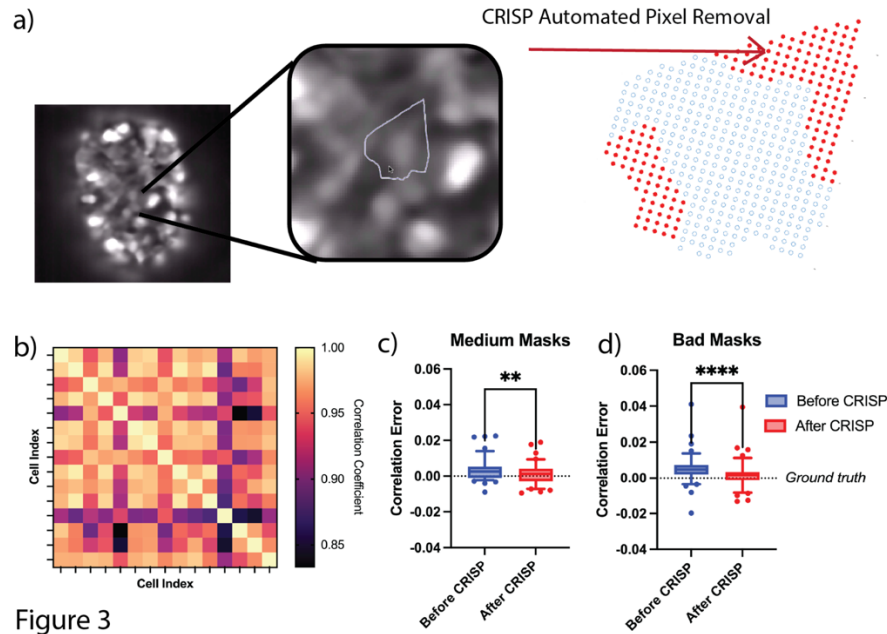 a)
CRISP Automated Pixel Removal
b)
1.00
0.95
0.90
0.85
Correlation Coefficient
Cell Index
Cell Index
c)
Medium Masks
**
0.06
0.04
0.02
0.00
-0.02
-0.04
Correlation Error
Before CRISP
After CRISP
d)
Bad Masks
****
0.06
0.04
0.02
0.00
-0.02
-0.04
Correlation Error
Before CRISP
After CRISP
Before CRISP
After CRISP
Ground truth
Figure 3